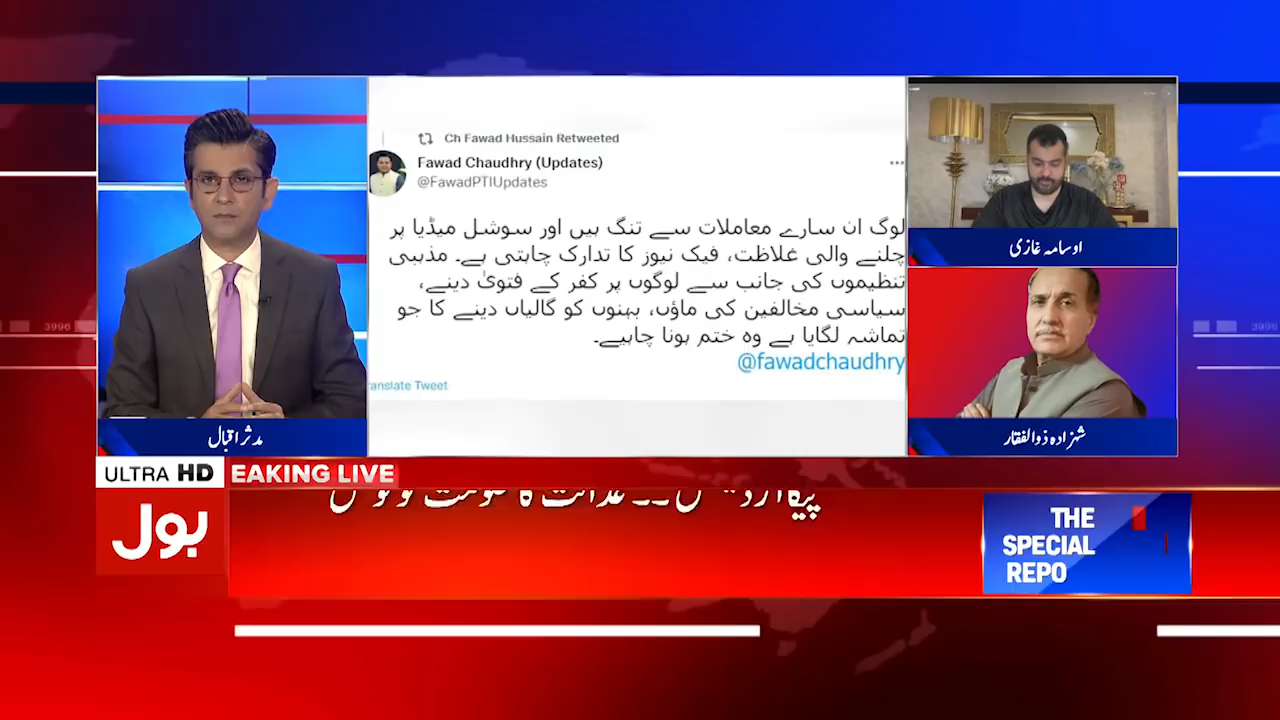 Ch Fawad Hussain Retweeted
Fawad Chaudhry (Updates)
@FawadPTIUpdates
لوگ ان سارے معاملات سے تنگ ہیں اور سوشل میڈیا پر
چلنے والی غلاظت، فیک نیوز کا تدارک چاہتی ہے۔ مذہبی
تنظیموں کی جانب سے لوگوں پر کفر کے فتویٰ دینے،
سیاسی مخالفین کی ماؤں، بہنوں کو گالیاں دینے کا جو
تماشہ لگایا ہے وہ ختم ہونا چاہیے۔
@fawadchaudhry
ranslate Tweet
اوسامہ غازی
شہزادہ ذوالفقار
مدثر اقبال
ULTRA HD
EAKING LIVE
بول
THE
SPECIAL
REPO
3996